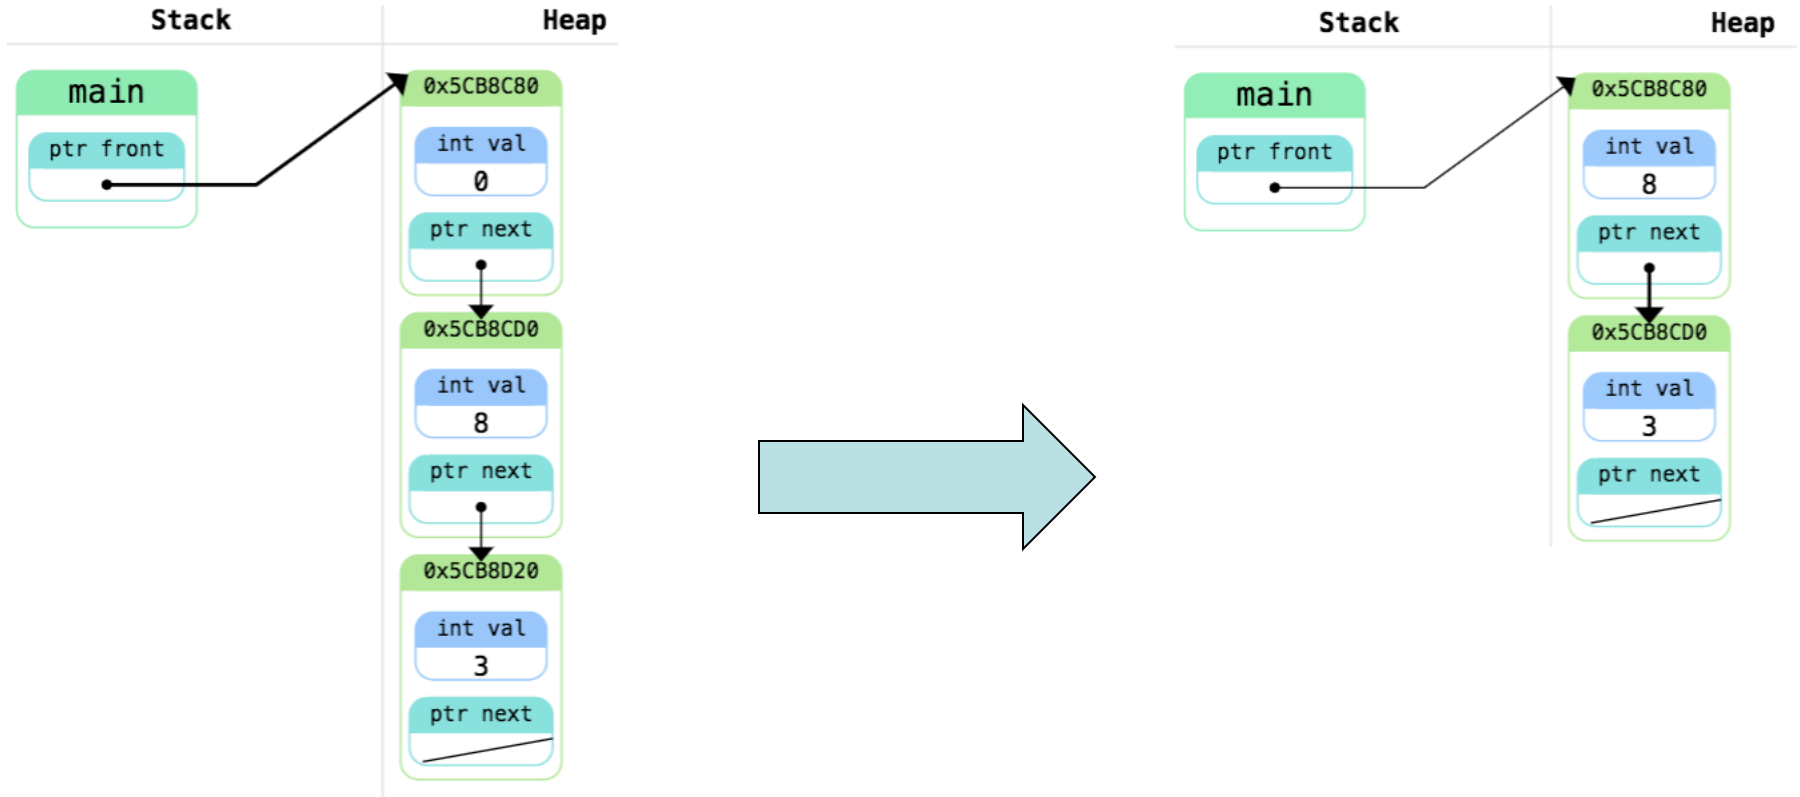 Stack
Heap
main
ptr front
0x5CB8C80
int val
0
ptr next
0x5CB8CD0
int val
8
ptr next
0x5CB8D20
int val
3
ptr next
Stack
Heap
main
ptr front
0x5CB8C80
int val
8
ptr next
0x5CB8CD0
int val
3
ptr next